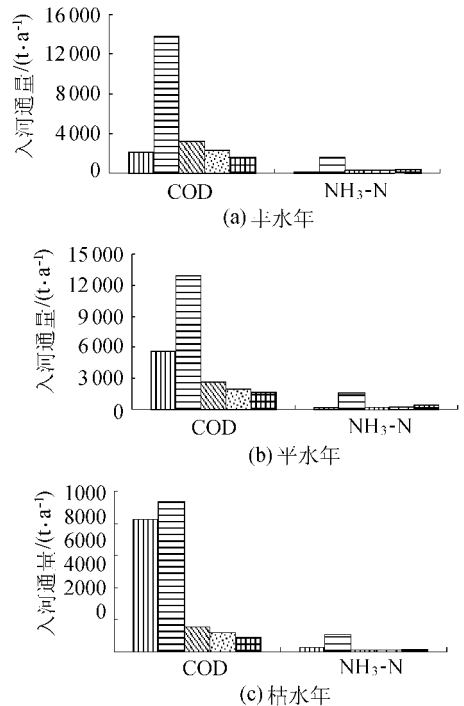 16 000
12 000
8 000
4 000
0
入河通量/(t·a⁻¹)
COD
NH₃-N
(a) 丰水年
15 000
12 000
9 000
6 000
3 000
0
入河通量/(t·a⁻¹)
COD
NH₃-N
(b) 平水年
1000
8000
6000
4000
2000
0
入河通量/(t·a⁻¹)
COD
NH₃-N
(c) 枯水年